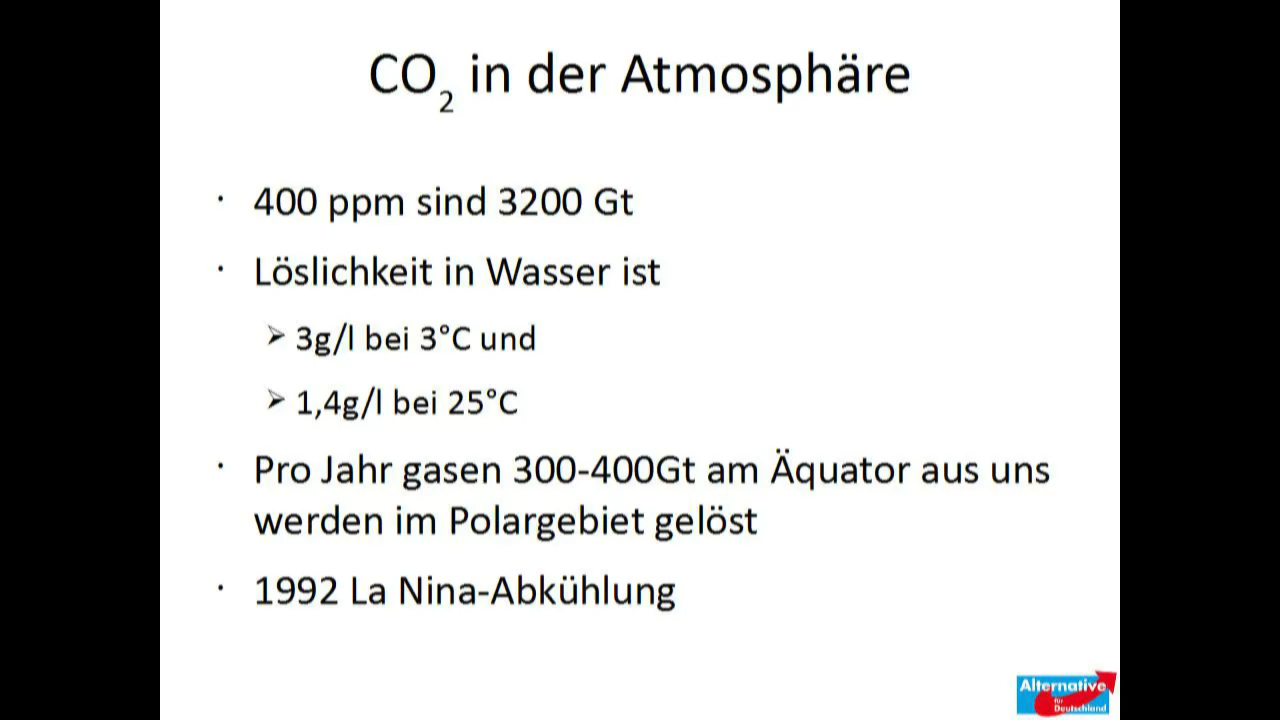 CO2 in der Atmosphäre
· 400 ppm sind 3200 Gt
· Löslichkeit in Wasser ist
➢ 3g/l bei 3°C und
➢ 1,4g/l bei 25°C
· Pro Jahr gasen 300-400Gt am Äquator aus uns
werden im Polargebiet gelöst
· 1992 La Nina-Abkühlung
Alternative
für
Deutschland